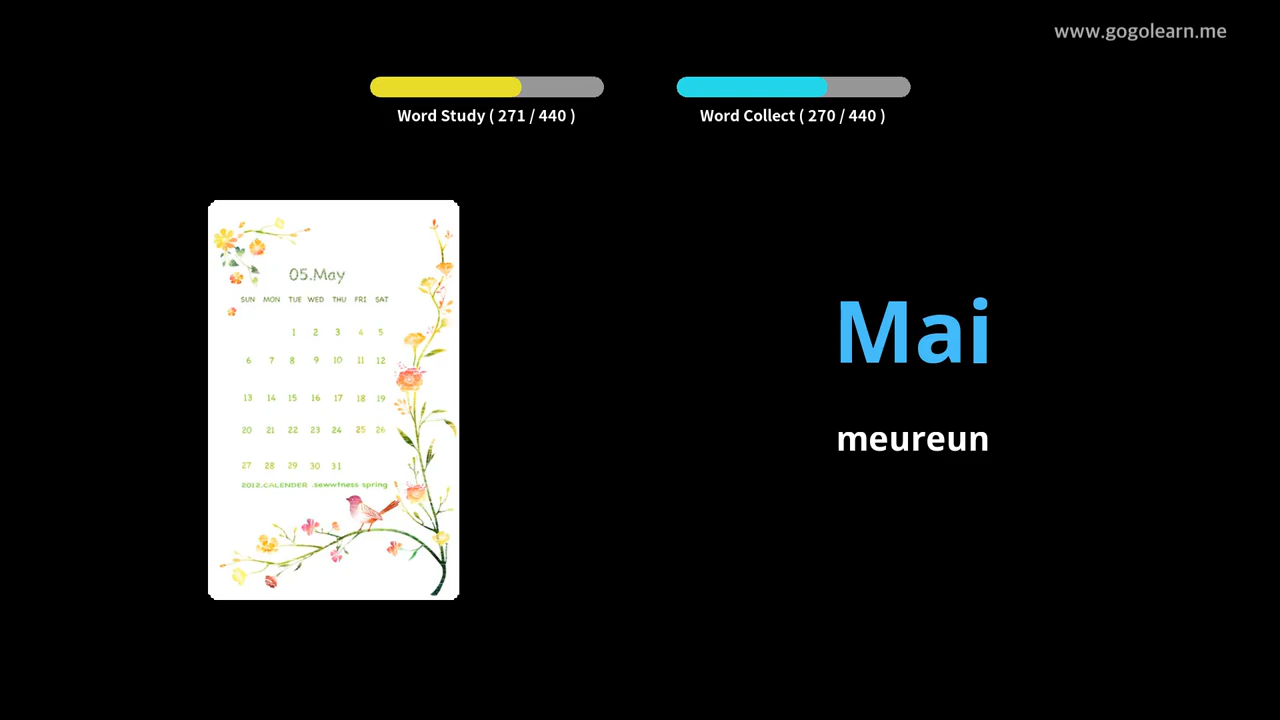 www.gogolearn.me
Word Study ( 271 / 440 )
Word Collect ( 270 / 440 )
05.May
SUN MON TUE WED THU FRI SAT
1 2 3 4 5
6 7 8 9 10 11 12
13 14 15 16 17 18 19
20 21 22 23 24 25 26
27 28 29 30 31
2012.CALENDER .sewwtness spring
Mai
meureun